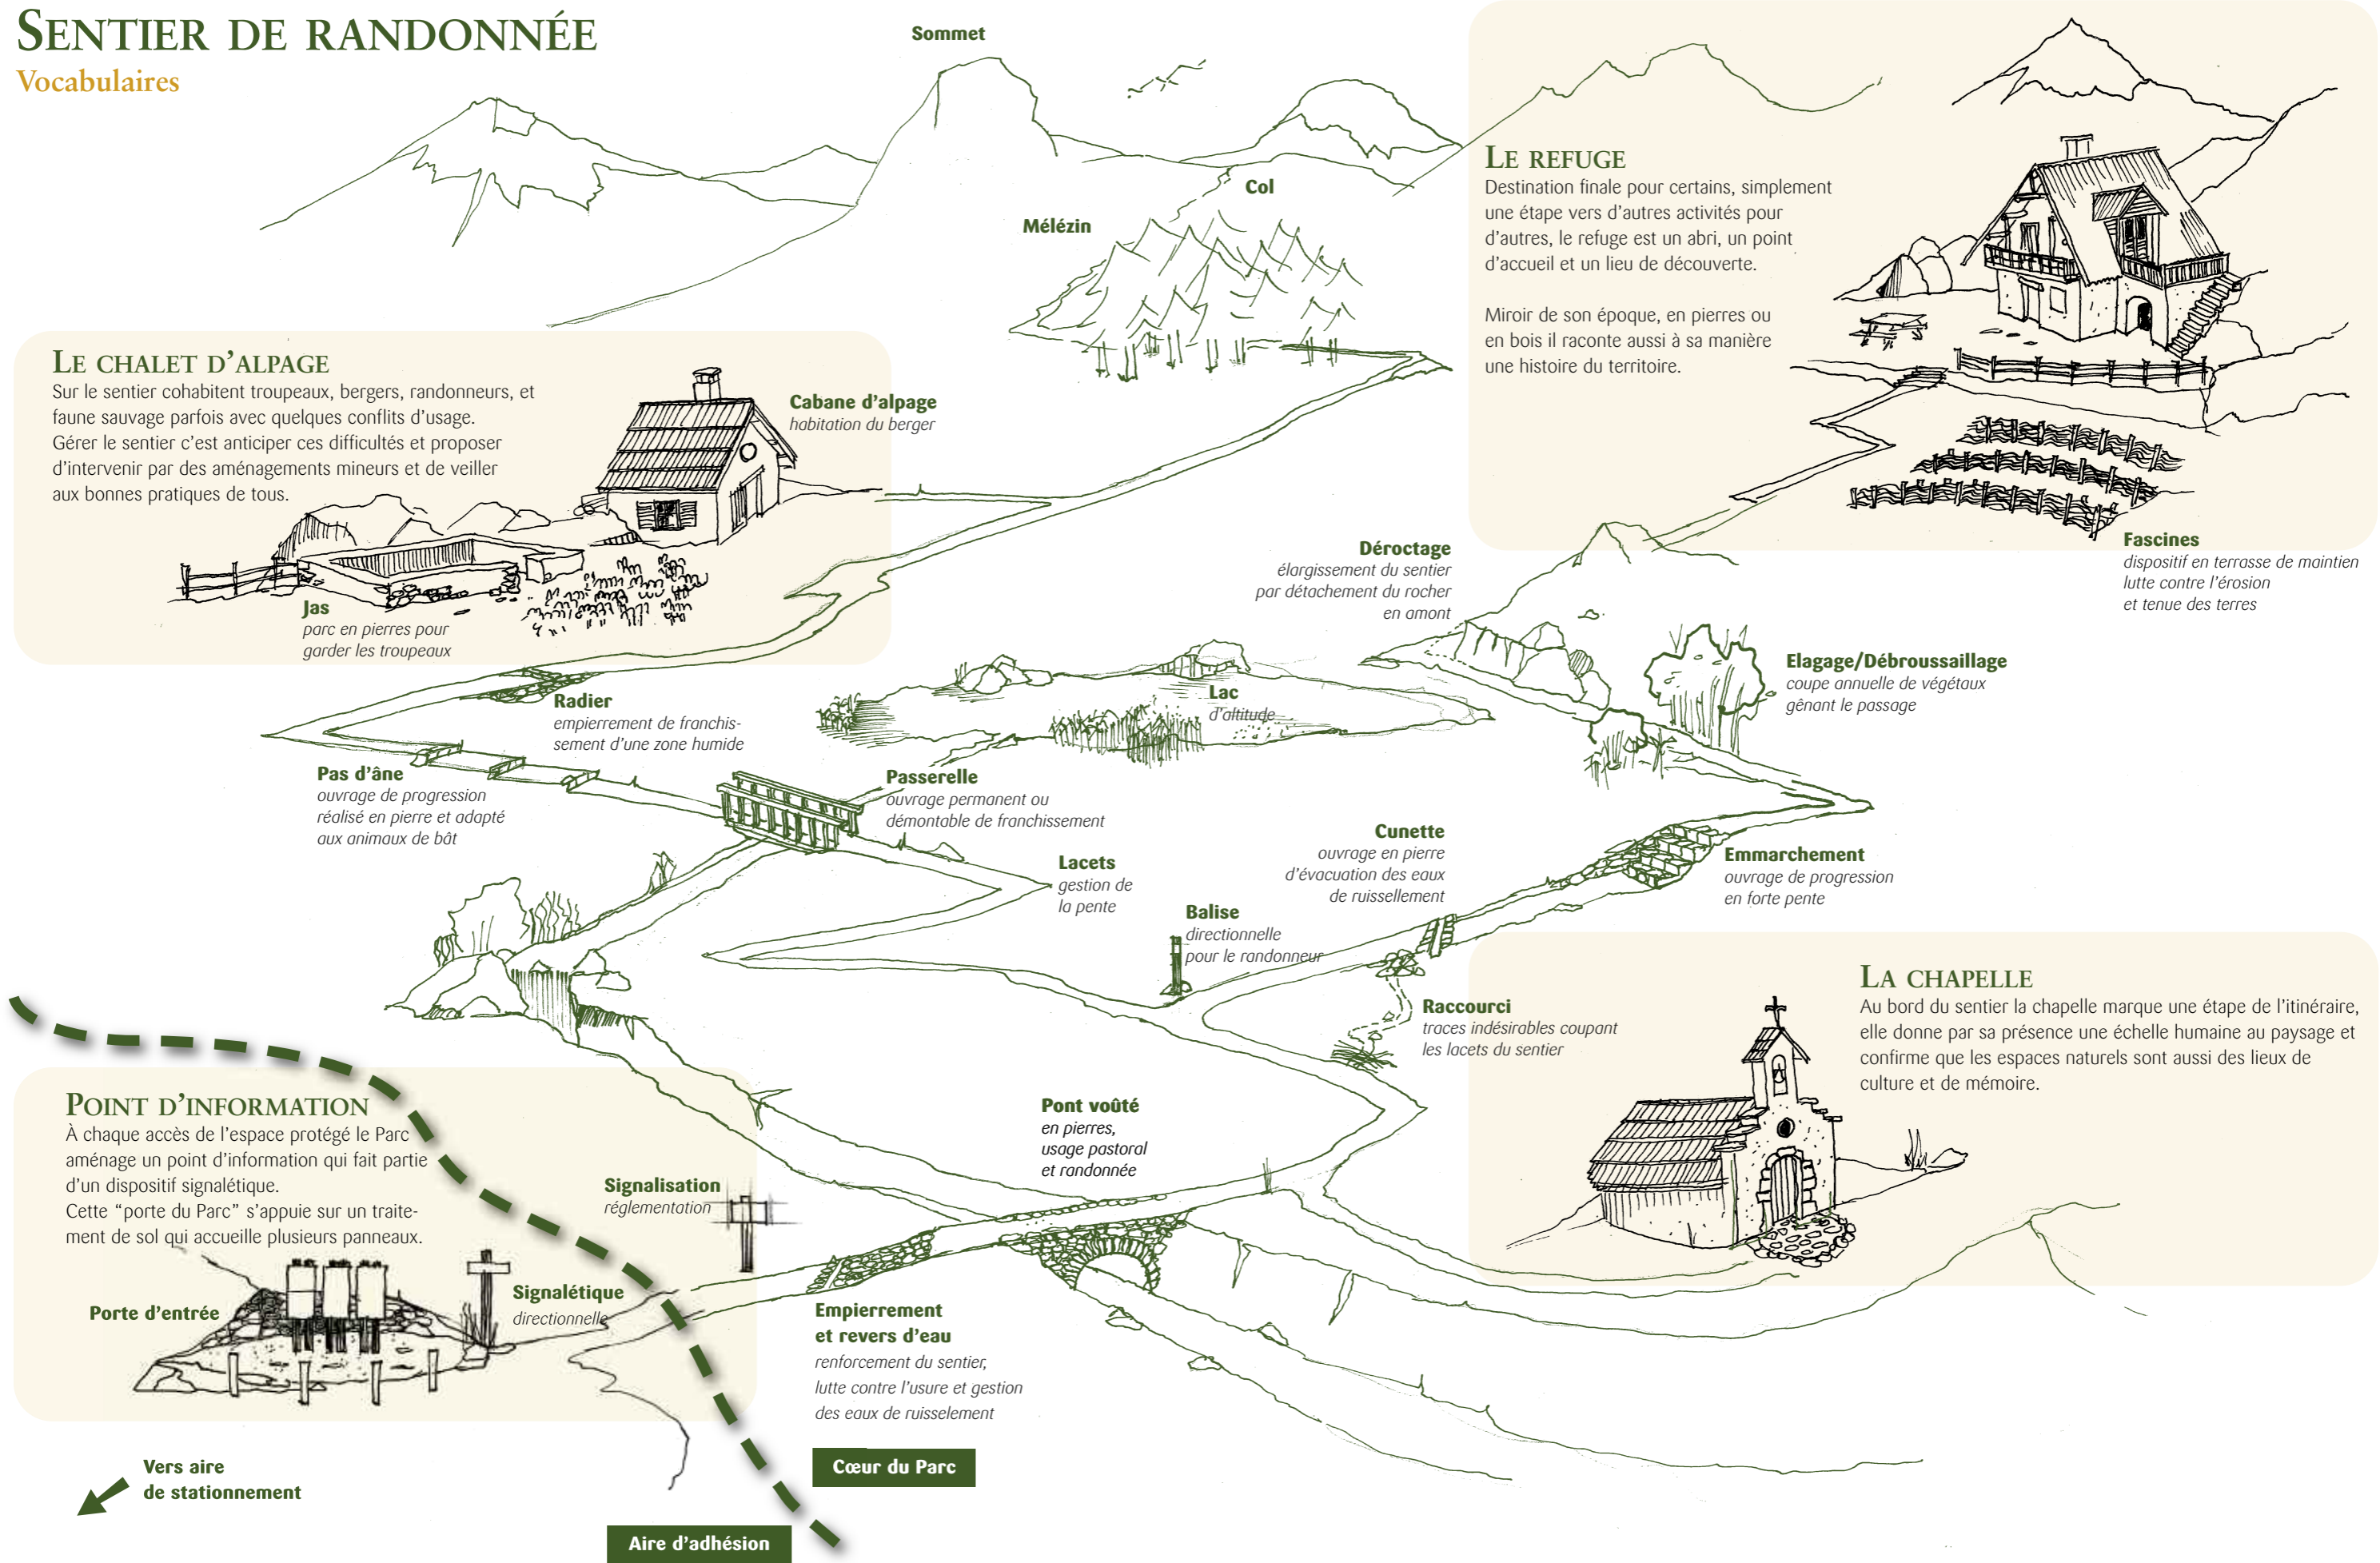 SENTIER DE RANDONNÉE
Vocabulaires
Sommet
Col
Mélézin
LE REFUGE
Destination finale pour certains, simplement
une étape vers d'autres activités pour
d'autres, le refuge est un abri, un point
d'accueil et un lieu de découverte.
Miroir de son époque, en pierres ou
en bois il raconte aussi à sa manière
une histoire du territoire.
LE CHALET D'ALPAGE
Sur le sentier cohabitent troupeaux, bergers, randonneurs, et
faune sauvage parfois avec quelques conflits d'usage.
Gérer le sentier c'est anticiper ces difficultés et proposer
d'intervenir par des aménagements mineurs et de veiller
aux bonnes pratiques de tous.
Cabane d'alpage
habitation du berger
Jas
parc en pierres pour
garder les troupeaux
Fascines
dispositif en terrasse de maintien
lutte contre l'érosion
et tenue des terres
Déroctage
élargissement du sentier
par détachement du rocher
en amont
Elagage/Débroussaillage
coupe annuelle de végétaux
gênant le passage
Radier
empierrement de franchis-
sement d'une zone humide
Lac
d'altitude
Pas d'âne
ouvrage de progression
réalisé en pierre et adapté
aux animaux de bât
Passerelle
ouvrage permanent ou
démontable de franchissement
Lacets
gestion de
la pente
Cunette
ouvrage en pierre
d'évacuation des eaux
de ruissellement
Emmarchement
ouvrage de progression
en forte pente
Balise
directionnelle
pour le randonneur
Raccourci
traces indésirables coupant
les lacets du sentier
LA CHAPELLE
Au bord du sentier la chapelle marque une étape de l'itinéraire,
elle donne par sa présence une échelle humaine au paysage et
confirme que les espaces naturels sont aussi des lieux de
culture et de mémoire.
POINT D'INFORMATION
À chaque accès de l'espace protégé le Parc
aménage un point d'information qui fait partie
d'un dispositif signalétique.
Cette "porte du Parc" s'appuie sur un traite-
ment de sol qui accueille plusieurs panneaux.
Pont voûté
en pierres,
usage pastoral
et randonnée
Signalisation
réglementation
Porte d'entrée
Signalétique
directionnelle
Empierrement
et revers d'eau
renforcement du sentier,
lutte contre l'usure et gestion
des eaux de ruisselement
Cœur du Parc
Vers aire
de stationnement
Aire d'adhésion